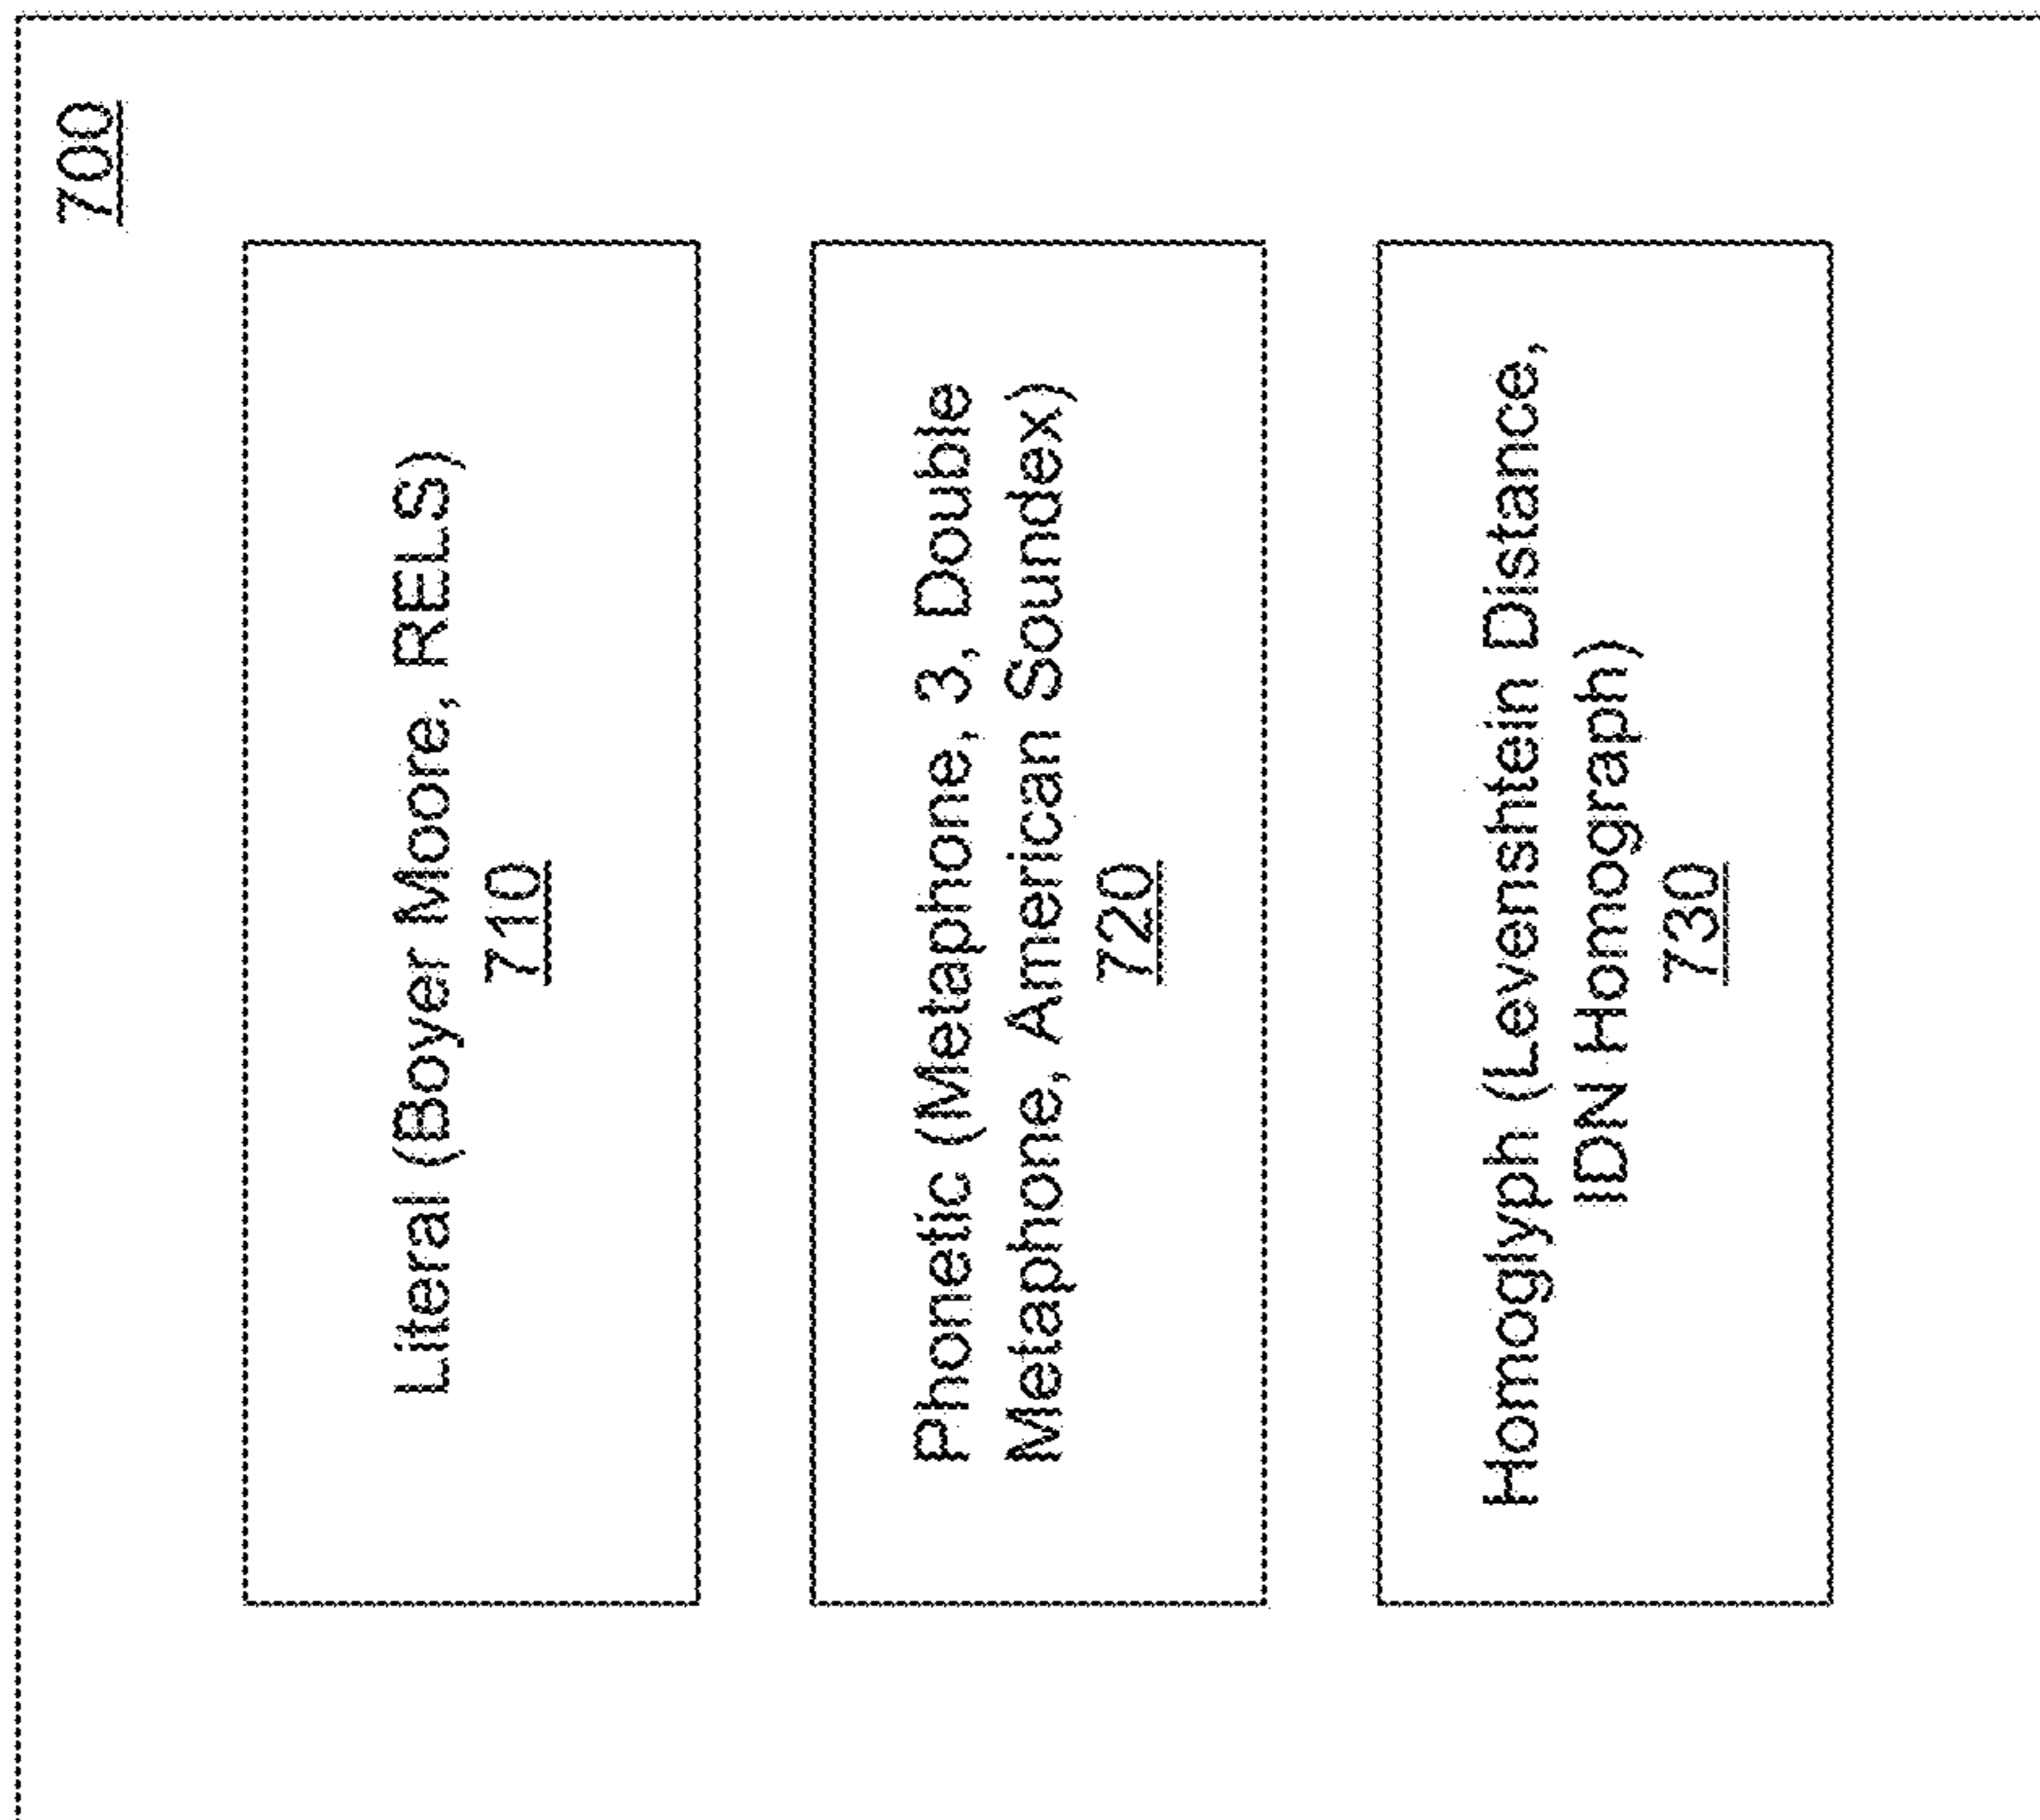 700
Literal (Boyer Moore, RELS)
710
Phonetic (Metaphone, 3, Double
Metaphone, American Soundex)
720
Homoglyph (Levenshtein Distance,
IDN Homograph)
730